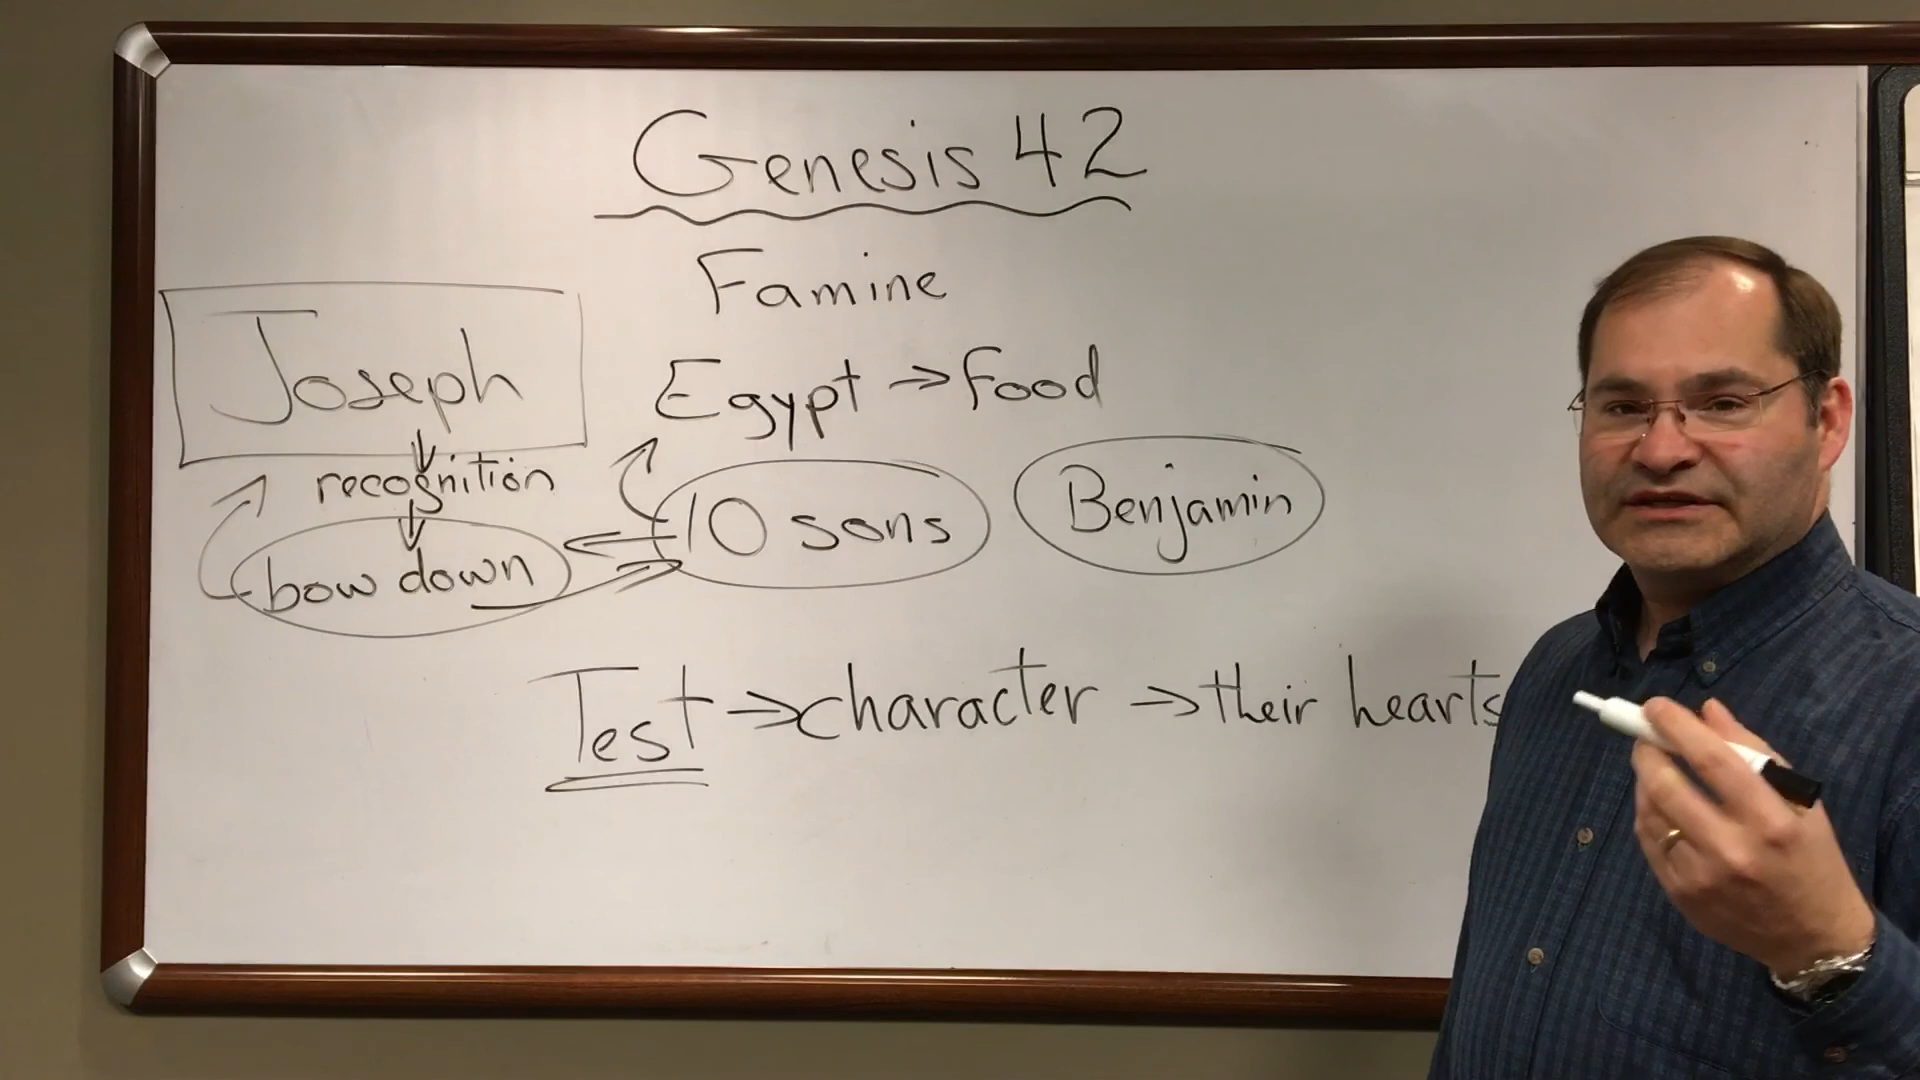 Genesis 42
Famine
Joseph
Egypt → Food
recognition
10 sons
Benjamin
bow down
Test → character → their hearts